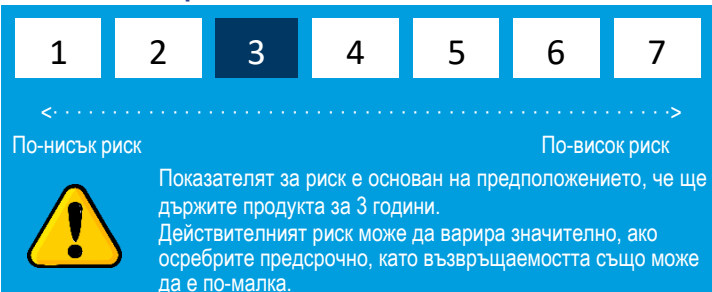 1 2 3 4 5 6 7
<· · · · · · · · · · · · · · · · · · · · · · · · · · · · · · · · · · · · · · · · · · · · · · · · · · · ·>
По-нисък риск По-висок риск
Показателят за риск е основан на предположението, че ще
държите продукта за 3 години.
Действителният риск може да варира значително, ако
осребрите предсрочно, като възвръщаемостта също може
да е по-малка.